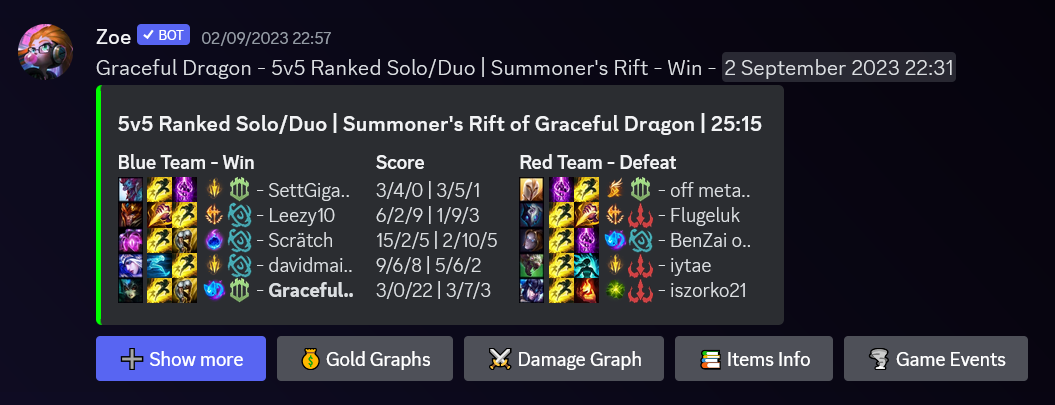 Zoe ✓ BOT 02/09/2023 22:57
Graceful Drɑgon - 5v5 Ranked Solo/Duo | Summoner's Rift - Win - 2 September 2023 22:31
5v5 Ranked Solo/Duo | Summoner's Rift of Graceful Drɑgon | 25:15
Blue Team - Win Score Red Team - Defeat
- SettGiga.. 3/4/0 | 3/5/1 - off meta..
- Leezy10 6/2/9 | 1/9/3 - Flugeluk
- Scrätch 15/2/5 | 2/10/5 - BenZai o..
- davidmai.. 9/6/8 | 5/6/2 - iytae
- Graceful.. 3/0/22 | 3/7/3 - iszorko21
Show more Gold Graphs Damage Graph Items Info Game Events